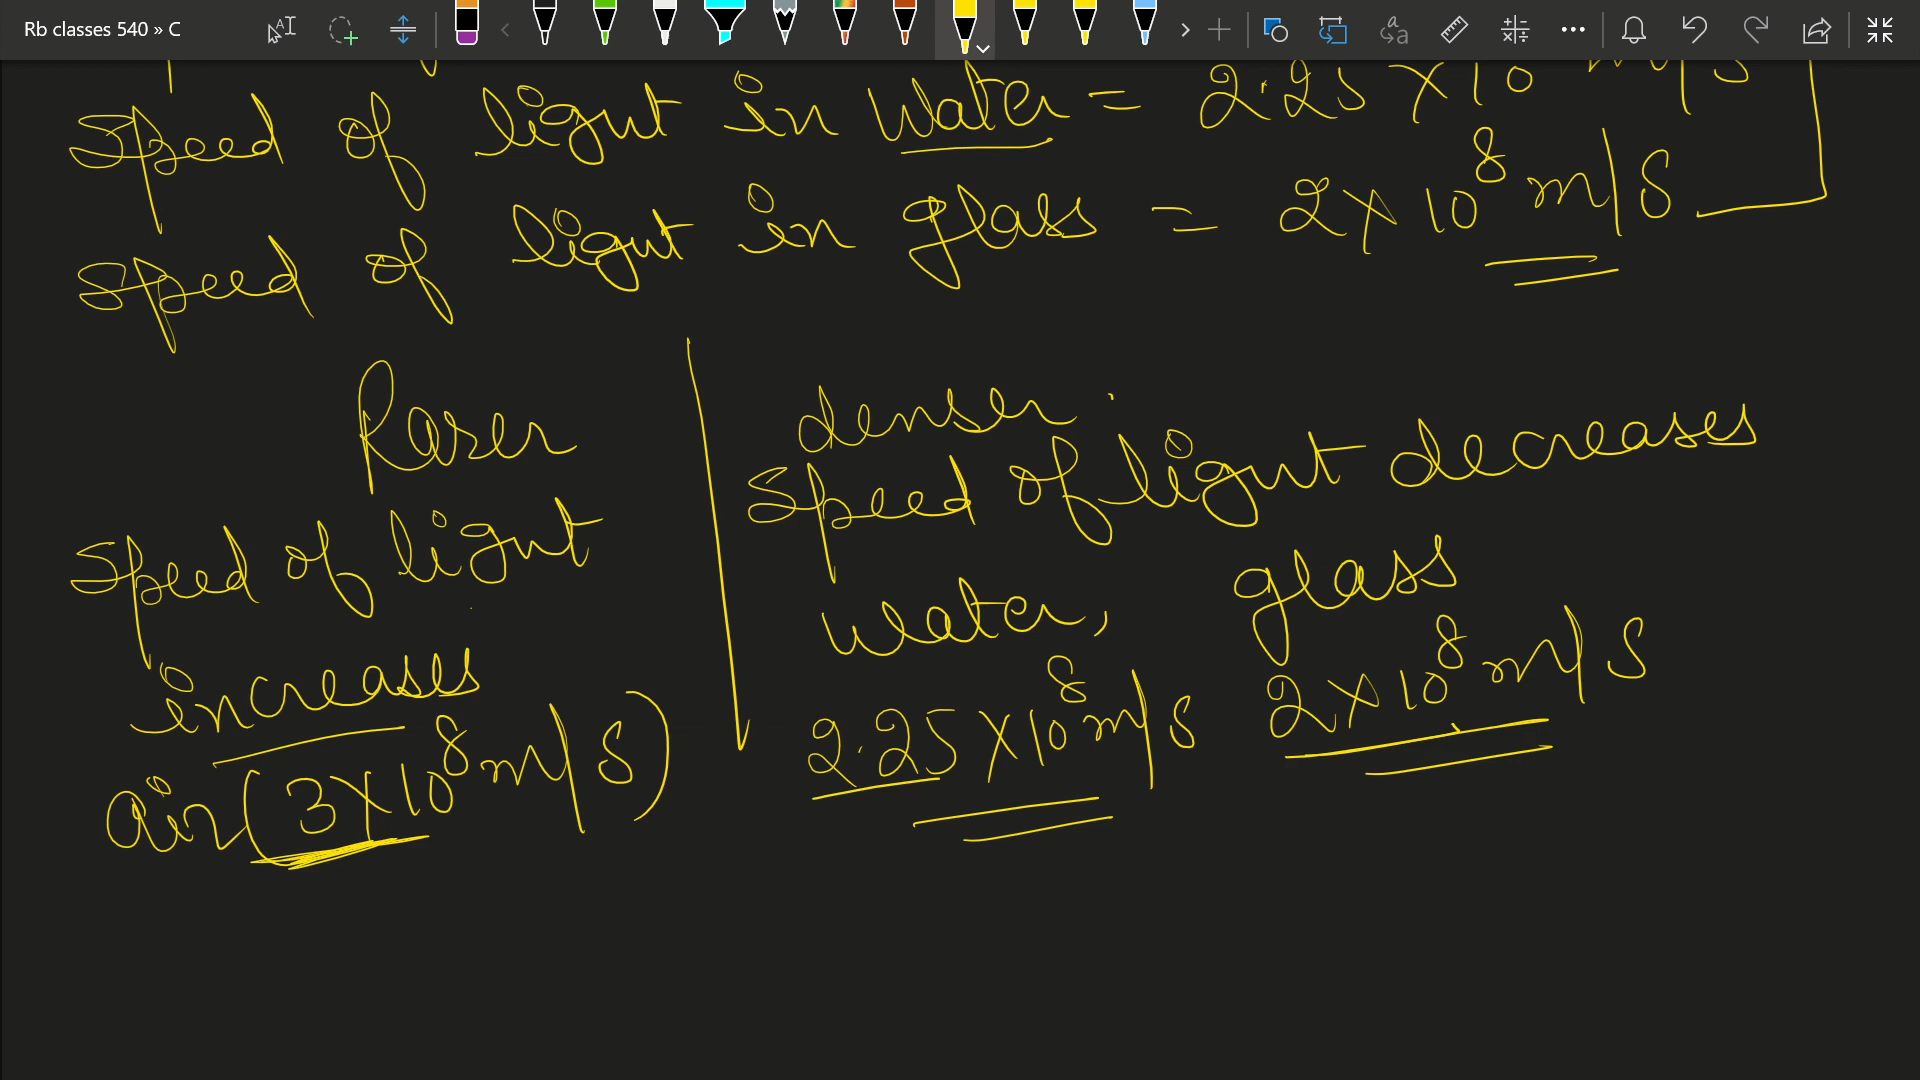 Rb classes 540 » C
Speed of light in water = 2.25 × 10 m/s
Speed of light in glass = 2 × 10⁸ m/s
Rarer
Speed of light
increases
air (3×10⁸ m/s)
denser
Speed of light decreases
water, glass
2.25 × 10⁸ m/s 2 × 10⁸ m/s